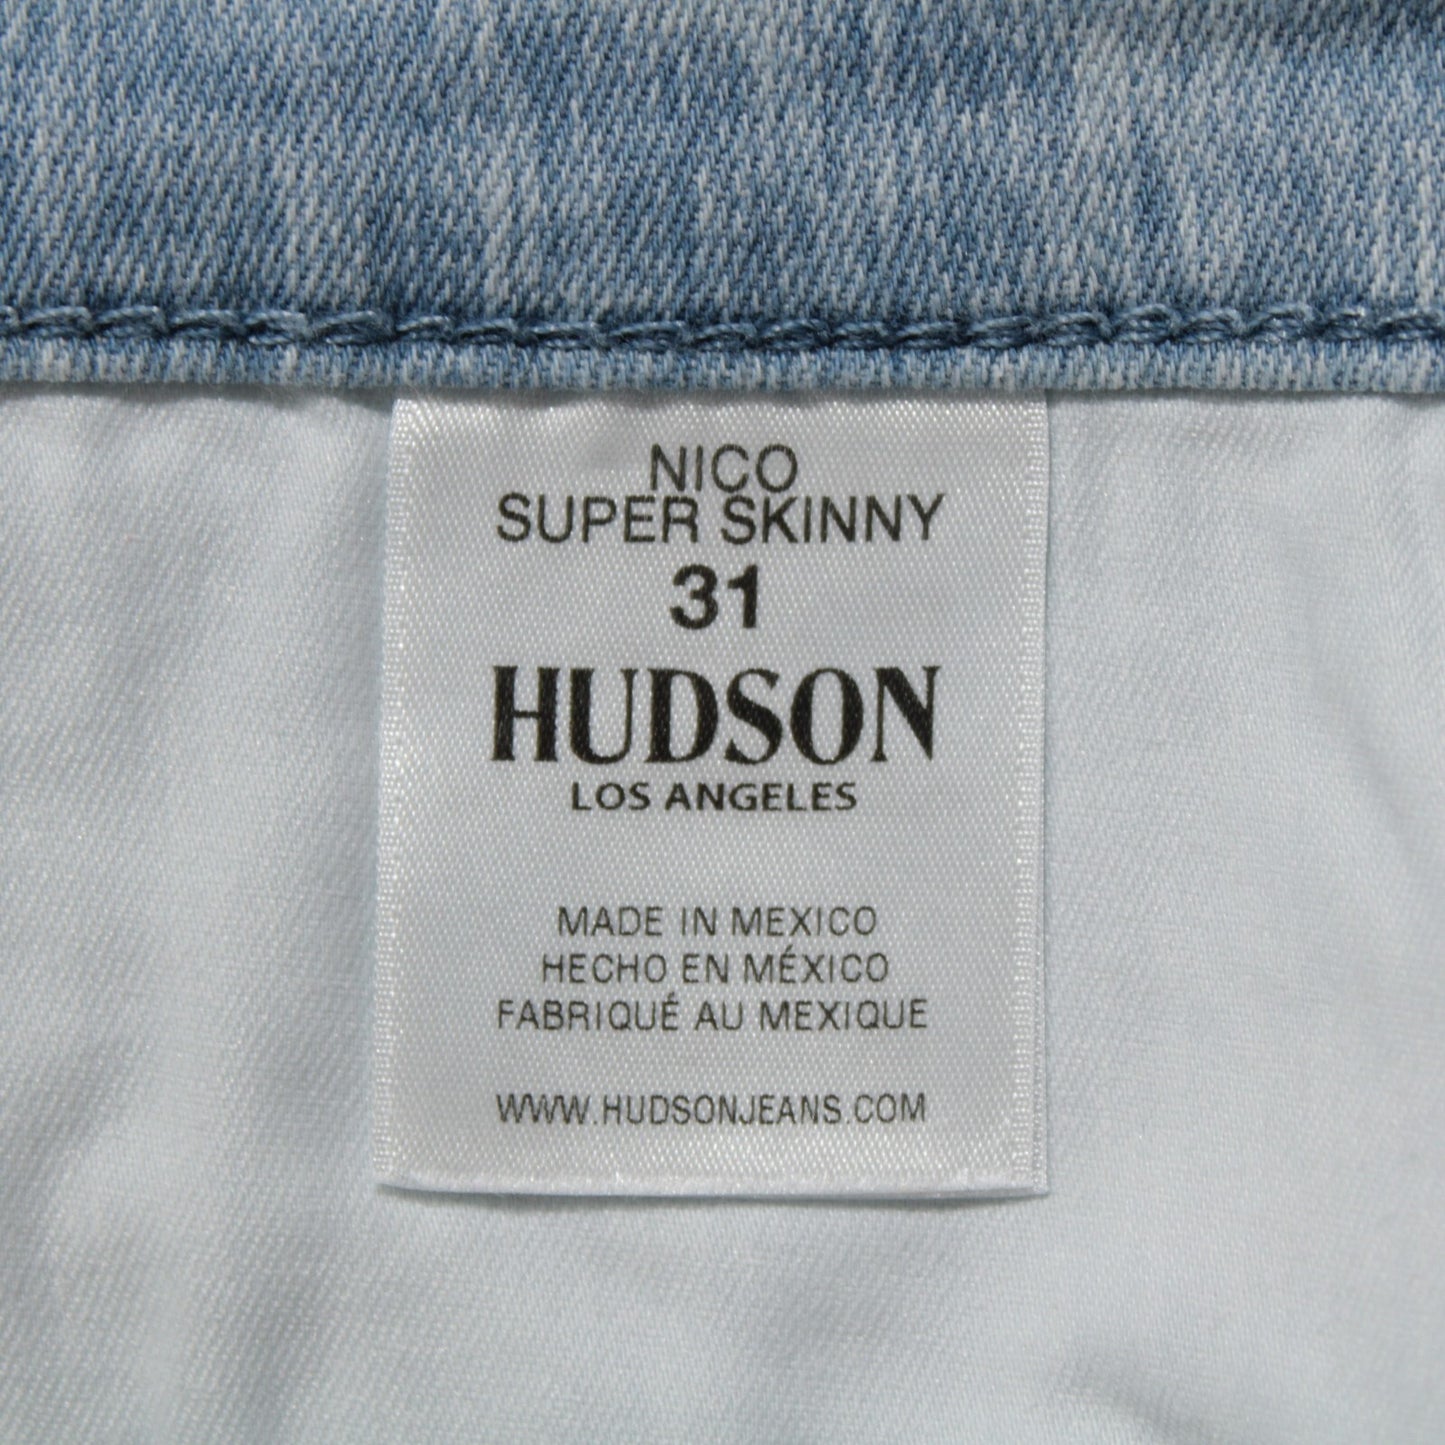 NICO
SUPER SKINNY
31
HUDSON
LOS ANGELES
MADE IN MEXICO
HECHO EN MÉXICO
FABRIQUÉ AU MEXIQUE
WWW.HUDSONJEANS.COM